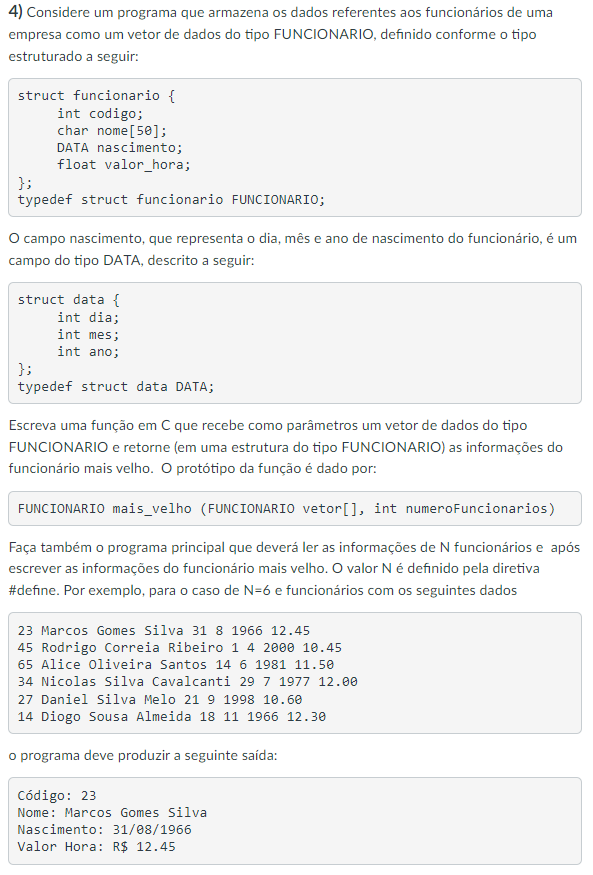 4) Considere um programa que armazena os dados referentes aos funcionários de uma
empresa como um vetor de dados do tipo FUNCIONARIO, definido conforme o tipo
estruturado a seguir:
struct funcionario {
     int codigo;
     char nome[50];
     DATA nascimento;
     float valor_hora;
};
typedef struct funcionario FUNCIONARIO;
O campo nascimento, que representa o dia, mês e ano de nascimento do funcionário, é um
campo do tipo DATA, descrito a seguir:
struct data {
     int dia;
     int mes;
     int ano;
};
typedef struct data DATA;
Escreva uma função em C que recebe como parâmetros um vetor de dados do tipo
FUNCIONARIO e retorne (em uma estrutura do tipo FUNCIONARIO) as informações do
funcionário mais velho.  O protótipo da função é dado por:
FUNCIONARIO mais_velho (FUNCIONARIO vetor[], int numeroFuncionarios)
Faça também o programa principal que deverá ler as informações de N funcionários e  após
escrever as informações do funcionário mais velho. O valor N é definido pela diretiva
#define. Por exemplo, para o caso de N=6 e funcionários com os seguintes dados
23 Marcos Gomes Silva 31 8 1966 12.45
45 Rodrigo Correia Ribeiro 1 4 2000 10.45
65 Alice Oliveira Santos 14 6 1981 11.50
34 Nicolas Silva Cavalcanti 29 7 1977 12.00
27 Daniel Silva Melo 21 9 1998 10.60
14 Diogo Sousa Almeida 18 11 1966 12.30
o programa deve produzir a seguinte saída:
Código: 23
Nome: Marcos Gomes Silva
Nascimento: 31/08/1966
Valor Hora: R$ 12.45